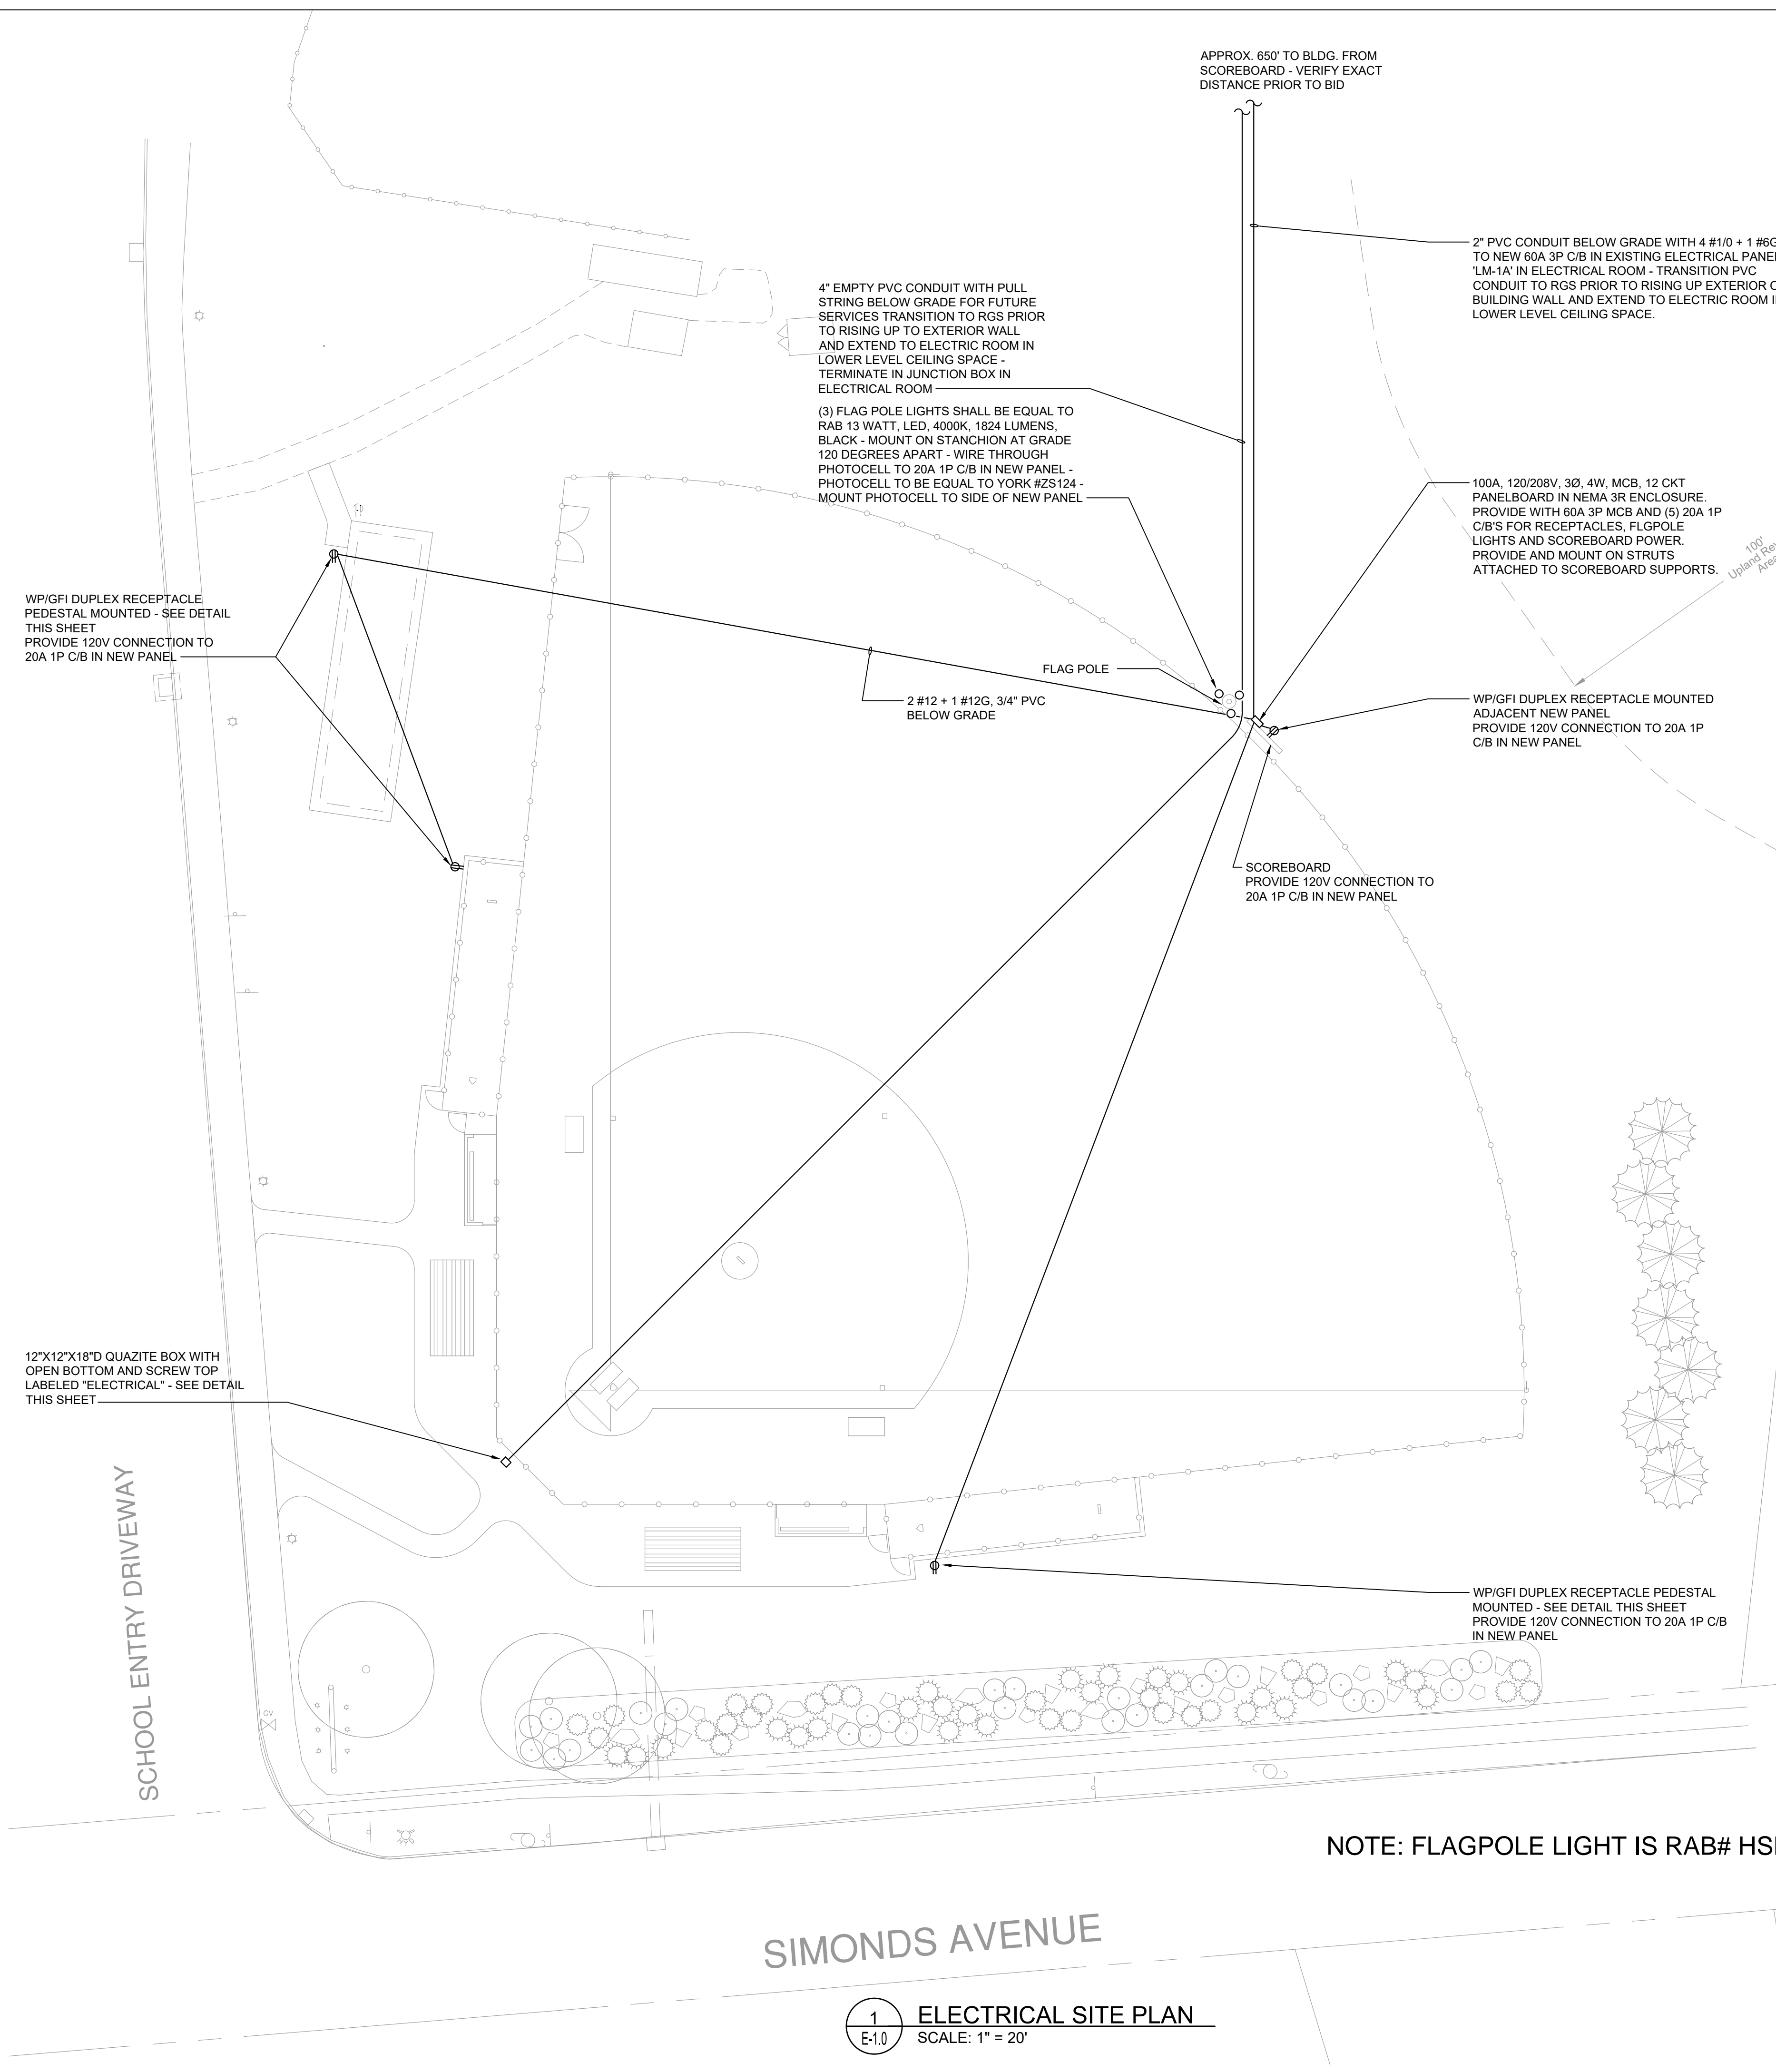 APPROX. 650' TO BLDG. FROM
SCOREBOARD - VERIFY EXACT
DISTANCE PRIOR TO BID
2" PVC CONDUIT BELOW GRADE WITH 4 #1/0 + 1 #6G
TO NEW 60A 3P C/B IN EXISTING ELECTRICAL PANEL
'LM-1A' IN ELECTRICAL ROOM - TRANSITION PVC
CONDUIT TO RGS PRIOR TO RISING UP EXTERIOR
BUILDING WALL AND EXTEND TO ELECTRIC ROOM
LOWER LEVEL CEILING SPACE.
4" EMPTY PVC CONDUIT WITH PULL
STRING BELOW GRADE FOR FUTURE
SERVICES TRANSITION TO RGS PRIOR
TO RISING UP TO EXTERIOR WALL
AND EXTEND TO ELECTRIC ROOM IN
LOWER LEVEL CEILING SPACE -
TERMINATE IN JUNCTION BOX IN
ELECTRICAL ROOM
(3) FLAG POLE LIGHTS SHALL BE EQUAL TO
RAB 13 WATT, LED, 4000K, 1824 LUMENS,
BLACK - MOUNT ON STANCHION AT GRADE
120 DEGREES APART - WIRE THROUGH
PHOTOCELL TO 20A 1P C/B IN NEW PANEL -
PHOTOCELL TO BE EQUAL TO YORK #ZS124 -
MOUNT PHOTOCELL TO SIDE OF NEW PANEL
100A, 120/208V, 3Ø, 4W, MCB, 12 CKT
PANELBOARD IN NEMA 3R ENCLOSURE.
PROVIDE WITH 60A 3P MCB AND (5) 20A 1P
C/B'S FOR RECEPTACLES, FLGPOLE
LIGHTS AND SCOREBOARD POWER.
PROVIDE AND MOUNT ON STRUTS
ATTACHED TO SCOREBOARD SUPPORTS.
100'
Upland
WP/GFI DUPLEX RECEPTACLE
PEDESTAL MOUNTED - SEE DETAIL
THIS SHEET
PROVIDE 120V CONNECTION TO
20A 1P C/B IN NEW PANEL
FLAG POLE
2 #12 + 1 #12G, 3/4" PVC
BELOW GRADE
WP/GFI DUPLEX RECEPTACLE MOUNTED
ADJACENT NEW PANEL
PROVIDE 120V CONNECTION TO 20A 1P
C/B IN NEW PANEL
SCOREBOARD
PROVIDE 120V CONNECTION TO
20A 1P C/B IN NEW PANEL
12"X12"X18"D QUAZITE BOX WITH
OPEN BOTTOM AND SCREW TOP
LABELED "ELECTRICAL" - SEE DETAIL
THIS SHEET
WP/GFI DUPLEX RECEPTACLE PEDESTAL
MOUNTED - SEE DETAIL THIS SHEET
PROVIDE 120V CONNECTION TO 20A 1P C/B
IN NEW PANEL
SCHOOL ENTRY DRIVEWAY
GV
NOTE: FLAGPOLE LIGHT IS RAB#
SIMONDS AVENUE
1
E-1.0
ELECTRICAL SITE PLAN
SCALE: 1" = 20'